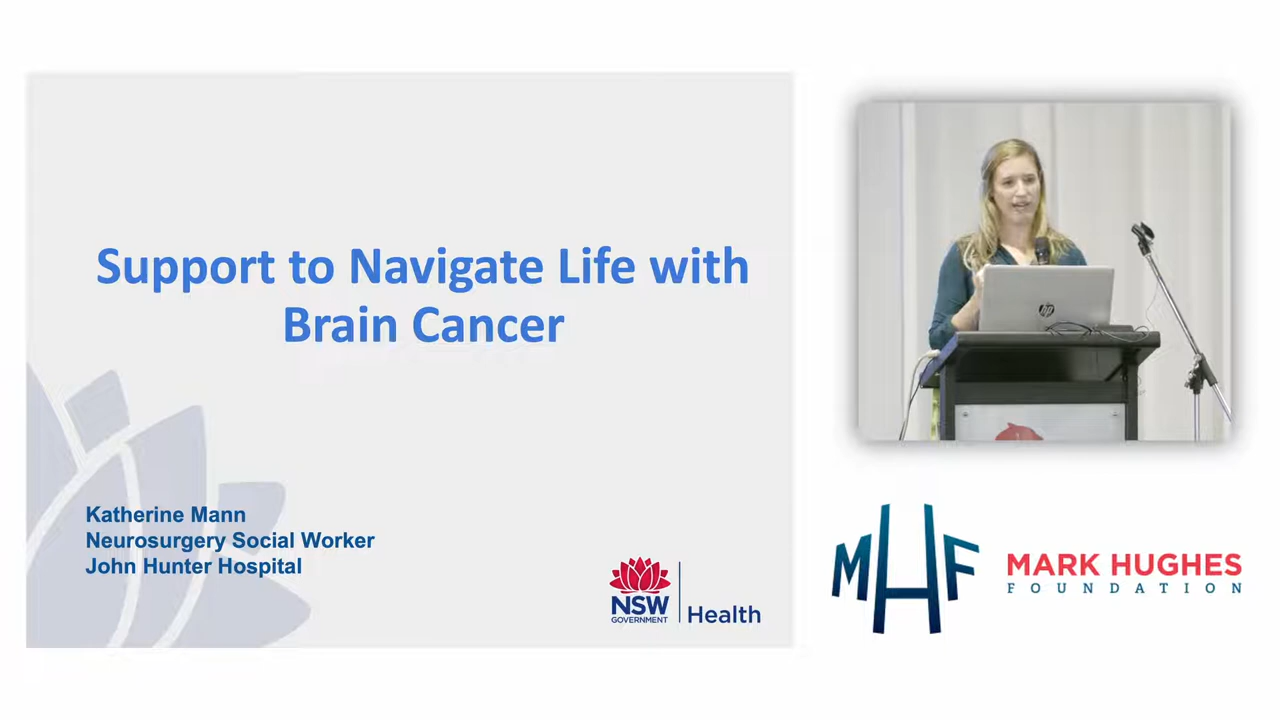 Support to Navigate Life with
Brain Cancer
Katherine Mann
Neurosurgery Social Worker
John Hunter Hospital
NSW
GOVERNMENT
Health
hp
MHF
MARK HUGHES
FOUNDATION